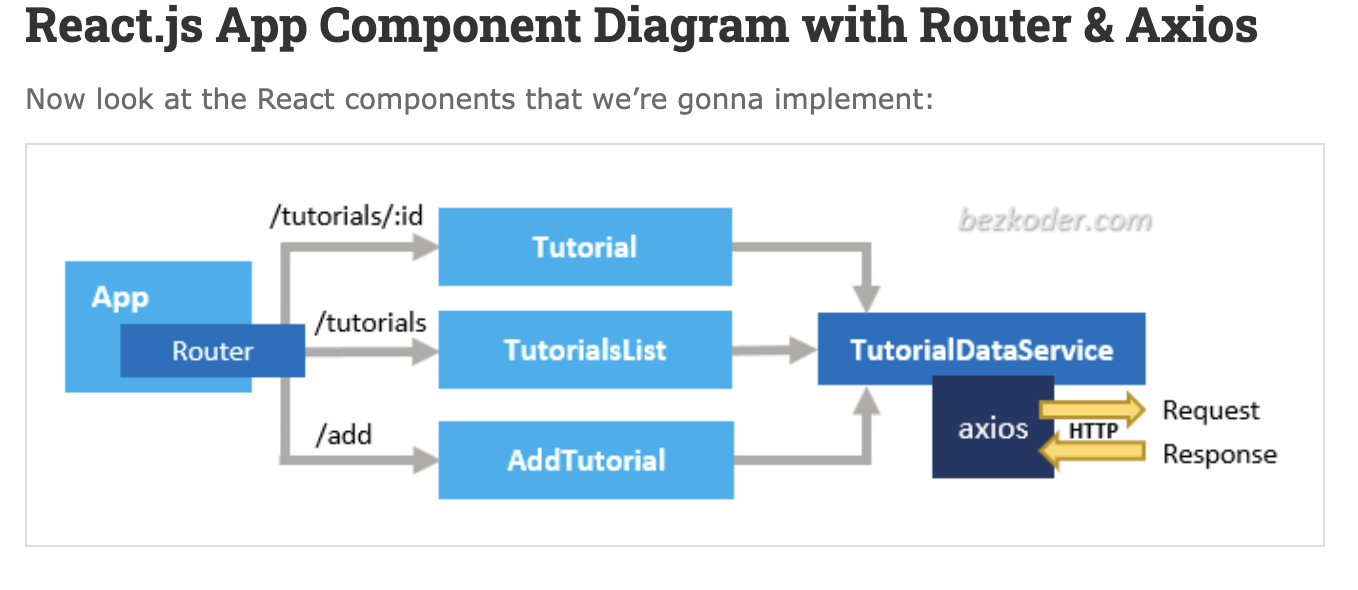 React.js App Component Diagram with Router & Axios
Now look at the React components that we’re gonna implement:
bezkoder.com
App
Router
/tutorials/:id
Tutorial
/tutorials
TutorialsList
/add
AddTutorial
TutorialDataService
axios
HTTP
Request
Response